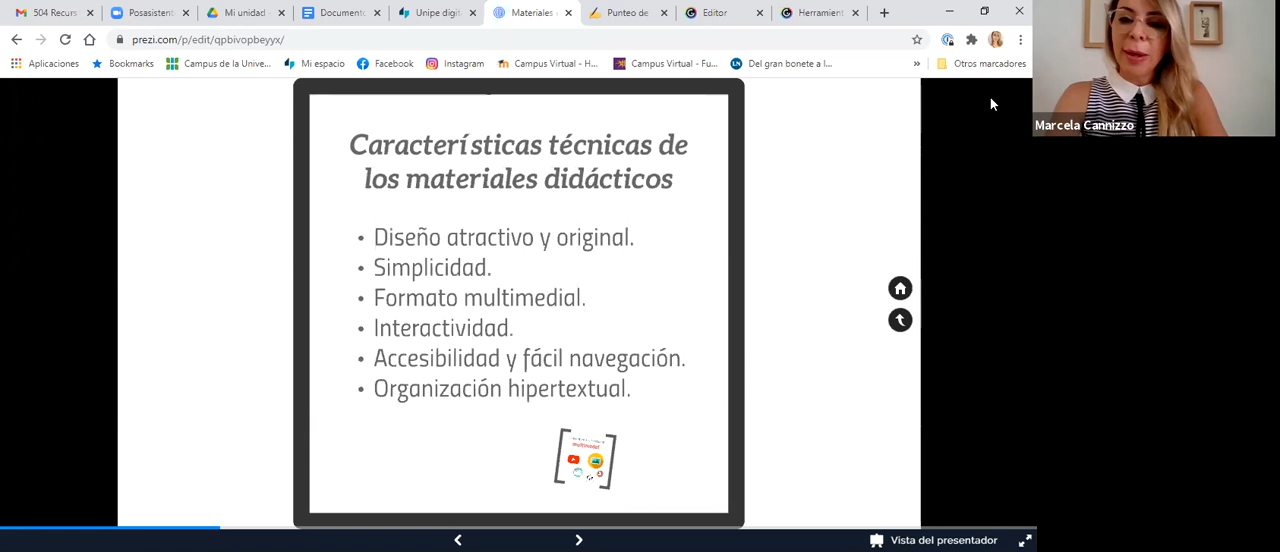 504 Recurs
Posasistent
Mi unidad
Documento
Unipe digit
Materiales
Punteo de
Editor
Herramient
prezi.com/p/edit/qpbivopbeyyx/
Aplicaciones
Bookmarks
Campus de la Unive...
Mi espacio
Facebook
Instagram
Campus Virtual - H...
Campus Virtual - Fu...
Del gran bonete a l...
»
Otros marcadores
Marcela Cannizzo
Características técnicas de
los materiales didácticos
• Diseño atractivo y original.
• Simplicidad.
• Formato multimedial.
• Interactividad.
• Accesibilidad y fácil navegación.
• Organización hipertextual.
multimedial
Vista del presentador